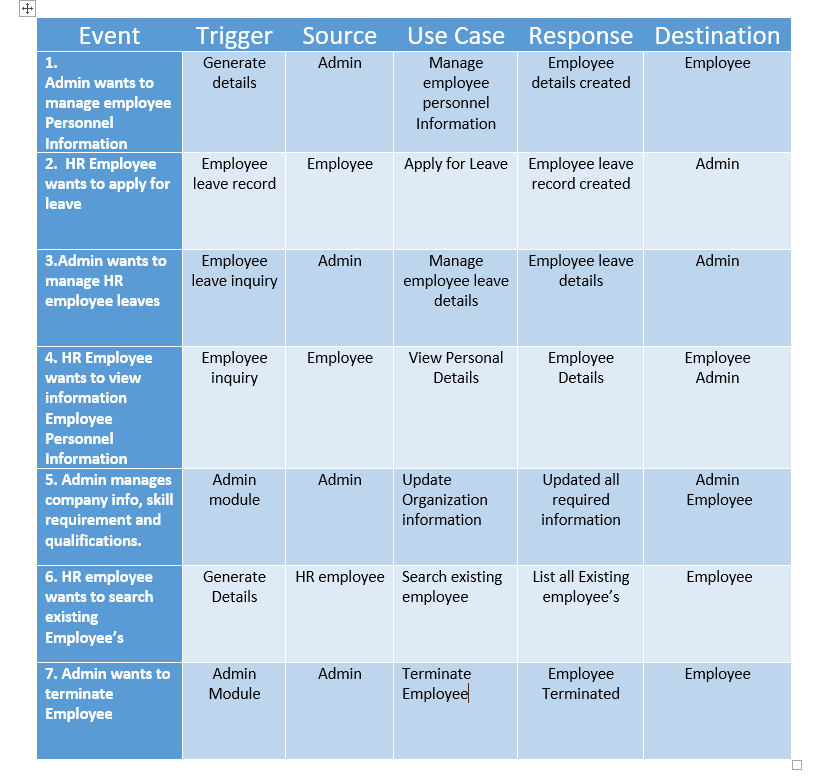 Event Trigger Source Use Case Response Destination
1.
Admin wants to
manage employee
Personnel
Information
Generate
details
Admin
Manage
employee
personnel
Information
Employee
details created
Employee
2. HR Employee
wants to apply for
leave
Employee
leave record
Employee
Apply for Leave
Employee leave
record created
Admin
3.Admin wants to
manage HR
employee leaves
Employee
leave inquiry
Admin
Manage
employee leave
details
Employee leave
details
Admin
4. HR Employee
wants to view
information
Employee
Personnel
Information
Employee
inquiry
Employee
View Personal
Details
Employee
Details
Employee
Admin
5. Admin manages
company info, skill
requirement and
qualifications.
Admin
module
Admin
Update
Organization
information
Updated all
required
information
Admin
Employee
6. HR employee
wants to search
existing
Employee’s
Generate
Details
HR employee
Search existing
employee
List all Existing
employee’s
Employee
7. Admin wants to
terminate
Employee
Admin
Module
Admin
Terminate
Employee
Employee
Terminated
Employee